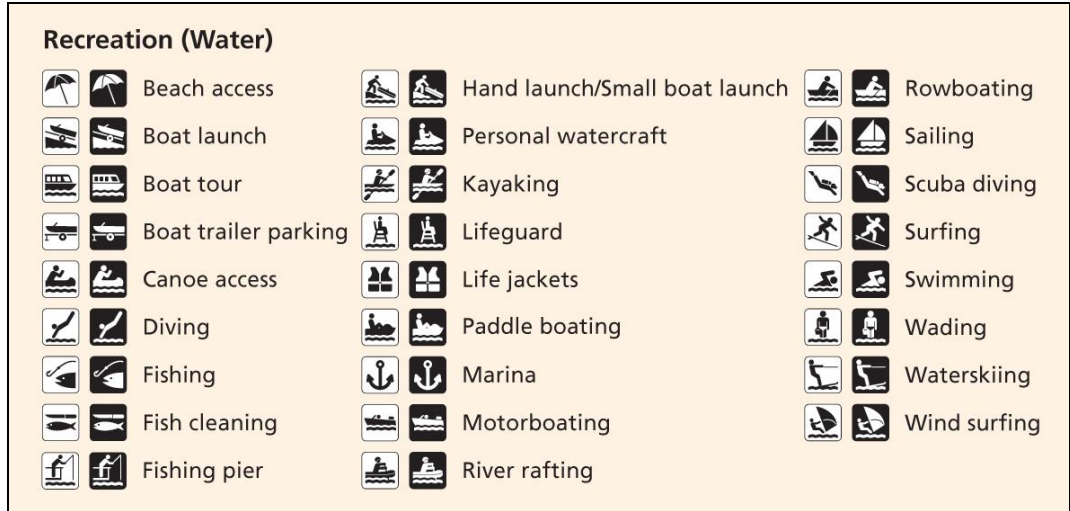 Recreation (Water)
Beach access
Boat launch
Boat tour
Boat trailer parking
Canoe access
Diving
Fishing
Fish cleaning
Fishing pier
Hand launch/Small boat launch
Personal watercraft
Kayaking
Lifeguard
Life jackets
Paddle boating
Marina
Motorboating
River rafting
Rowboating
Sailing
Scuba diving
Surfing
Swimming
Wading
Waterskiing
Wind surfing